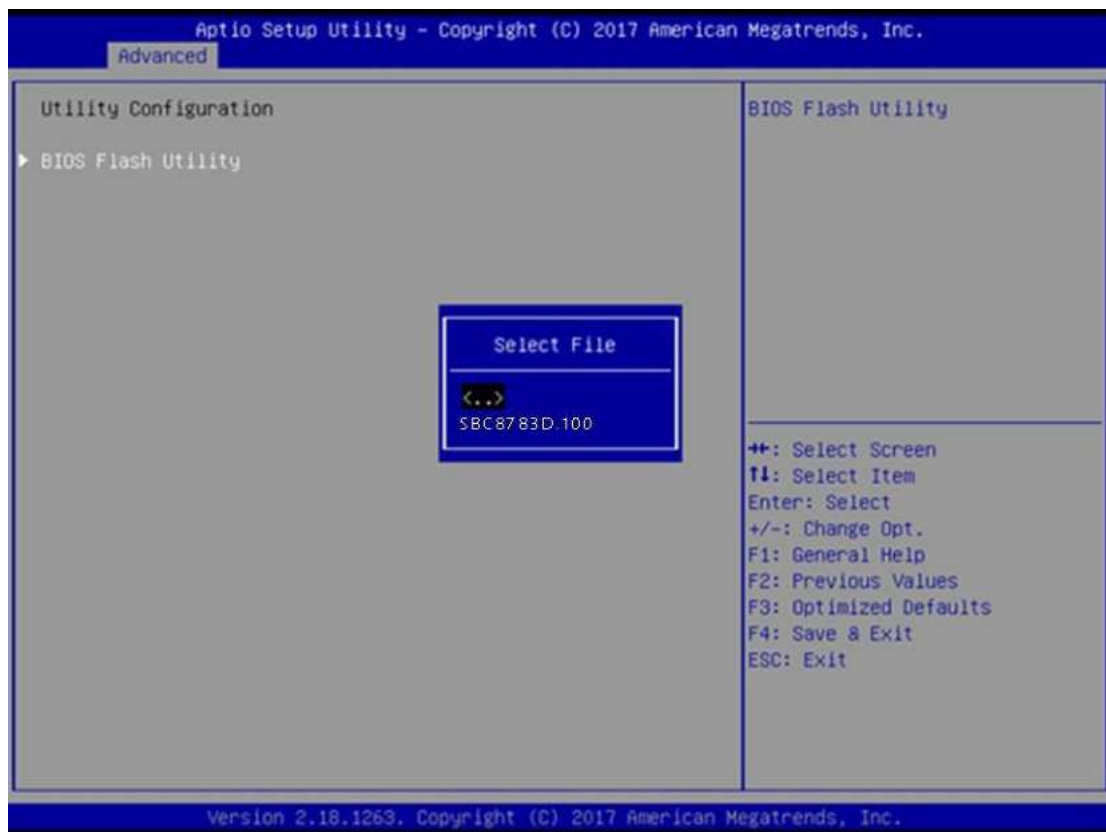 Aptio Setup Utility – Copyright (C) 2017 American Megatrends, Inc.
Advanced
Utility Configuration
BIOS Flash Utility
BIOS Flash Utility
Select File
<..>
SBC8783D.100
→←: Select Screen
↑↓: Select Item
Enter: Select
+/-: Change Opt.
F1: General Help
F2: Previous Values
F3: Optimized Defaults
F4: Save & Exit
ESC: Exit
Version 2.18.1263. Copyright (C) 2017 American Megatrends, Inc.